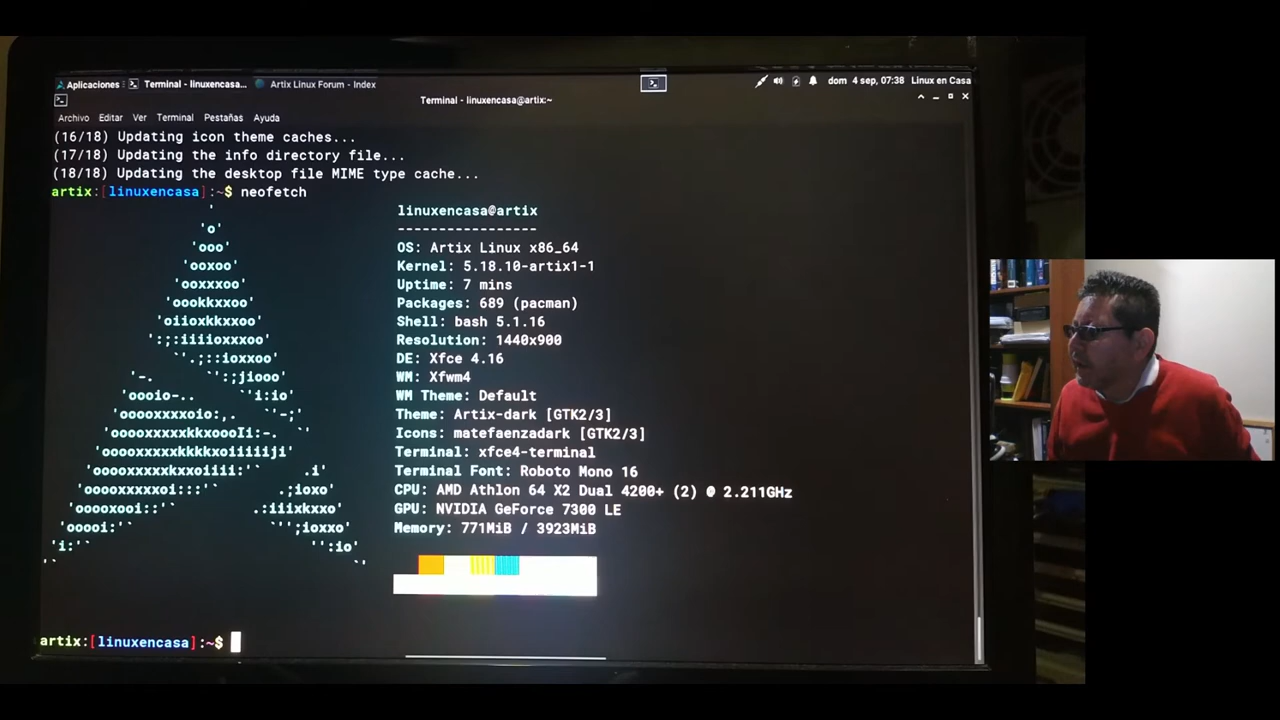 Aplicaciones
Terminal - linuxencasa...
Artix Linux Forum - Index
dom 4 sep, 07:38
Linux en Casa
Terminal - linuxencasa@artix:~
Archivo Editar Ver Terminal Pestañas Ayuda
(16/18) Updating icon theme caches...
(17/18) Updating the info directory file...
(18/18) Updating the desktop file MIME type cache...
artix:[linuxencasa]:~$ neofetch
linuxencasa@artix
-----------------
OS: Artix Linux x86_64
Kernel: 5.18.10-artix1-1
Uptime: 7 mins
Packages: 689 (pacman)
Shell: bash 5.1.16
Resolution: 1440x900
DE: Xfce 4.16
WM: Xfwm4
WM Theme: Default
Theme: Artix-dark [GTK2/3]
Icons: matefaenzadark [GTK2/3]
Terminal: xfce4-terminal
Terminal Font: Roboto Mono 16
CPU: AMD Athlon 64 X2 Dual 4200+ (2) @ 2.211GHz
GPU: NVIDIA GeForce 7300 LE
Memory: 771MiB / 3923MiB
artix:[linuxencasa]:~$